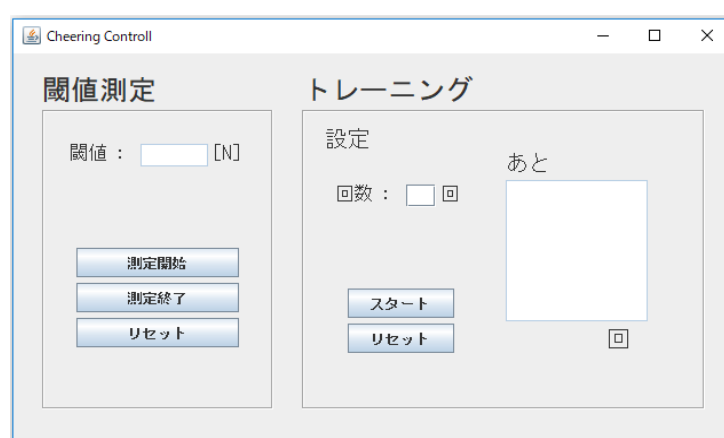 Cheering Controll
閾値測定
閾値： [N]
測定開始
測定終了
リセット
トレーニング
設定
回数： 回
スタート
リセット
あと
回